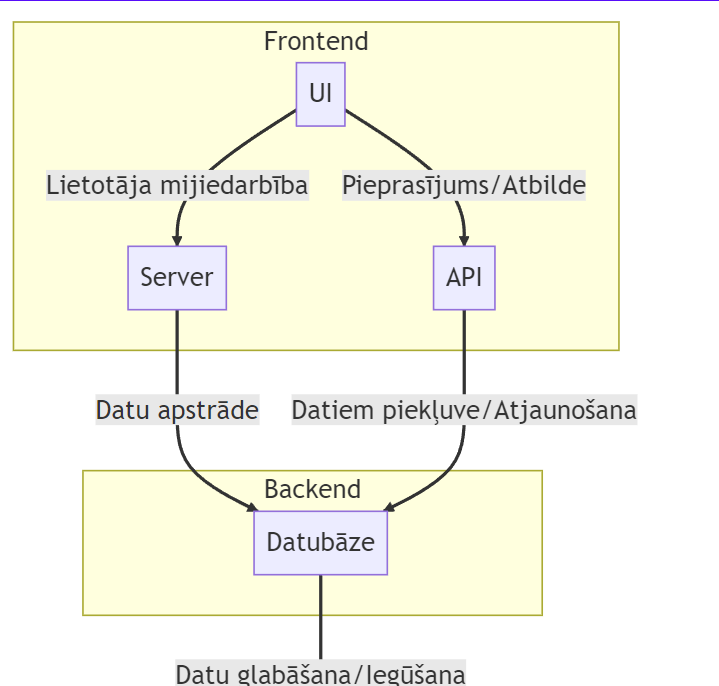 Frontend
UI
Lietotāja mijiedarbība
Pieprasījums/Atbilde
Server
API
Datu apstrāde
Datiem piekļuve/Atjaunošana
Backend
Datubāze
Datu glabāšana/Iegūšana